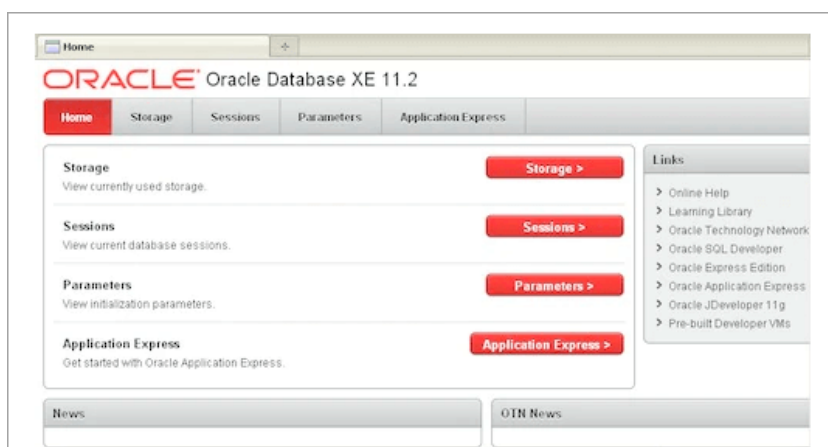 Home
ORACLE Oracle Database XE 11.2
Home Storage Sessions Parameters Application Express
Storage
View currently used storage.
Storage >
Sessions
View current database sessions.
Sessions >
Parameters
View initialization parameters.
Parameters >
Application Express
Get started with Oracle Application Express.
Application Express >
Links
> Online Help
> Learning Library
> Oracle Technology Network
> Oracle SQL Developer
> Oracle Express Edition
> Oracle Application Express
> Oracle JDeveloper 11g
> Pre-built Developer VMs
News
OTN News